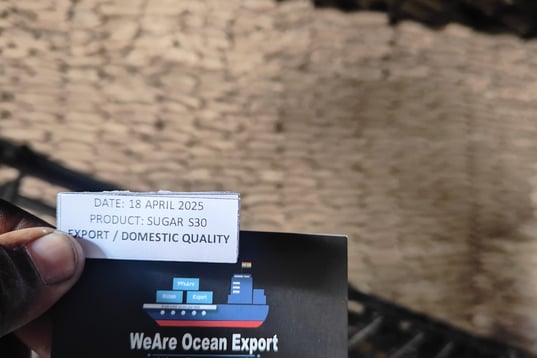 DATE: 18 APRIL 2025
PRODUCT: SUGAR S30
EXPORT / DOMESTIC QUALITY
WeAre
Ocean Export
WeAre Ocean Export